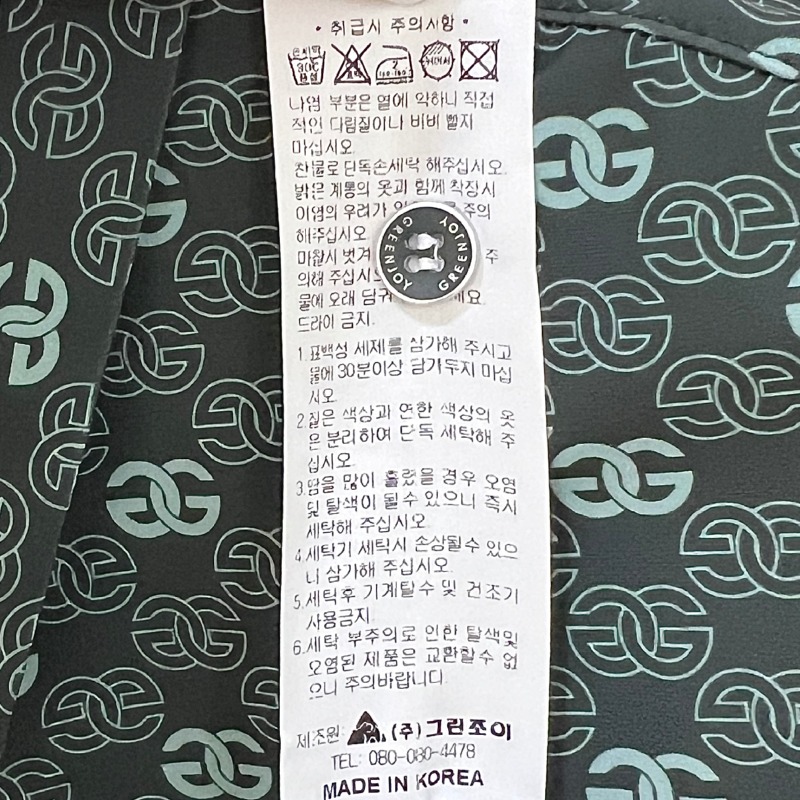 • 취급시 주의사항 •
나염 부분은 열에 약하니 직접
적인 다림질이나 비비 빨지
마십시오.
찬물로 단독손세탁 해주십시오.
밝은 계통의 옷과 함께 착장시
이염의 우려가 주의
해주십시오
마찰시 벗겨 주
의해 주십시오
물에 오래 담궈
드라이 금지.
GREENJOY GREENJOY
1.표백성 세제를 삼가해 주시고
물에 30분이상 담가두지 마십
시오.
2.짙은 색상과 연한 색상의 옷
은 분리하여 단독 세탁해 주
십시오.
3.땀을 많이 흘렸을 경우 오염
및 탈색이 될수 있으니 즉시
세탁해 주십시오.
4.세탁기 세탁시 손상될수 있으
니 삼가해 주십시오.
5.세탁후 기계탈수 및 건조기
사용금지.
6.세탁 부주의로 인한 탈색및
오염된 제품은 교환할수 없
으니 주의바랍니다.
제조원: (주)그린조이
TEL: 080-080-4478
MADE IN KOREA